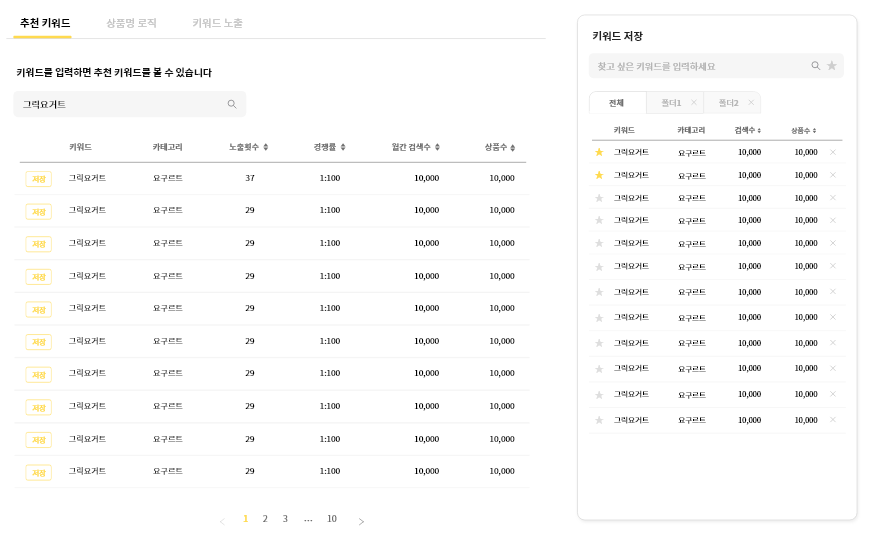 추천 키워드 상품명 로직 키워드 노출
키워드를 입력하면 추천 키워드를 볼 수 있습니다
그릭요거트
키워드 카테고리 노출횟수 경쟁률 월간 검색수 상품수
저장 그릭요거트 요구르트 37 1:100 10,000 10,000
저장 그릭요거트 요구르트 29 1:100 10,000 10,000
저장 그릭요거트 요구르트 29 1:100 10,000 10,000
저장 그릭요거트 요구르트 29 1:100 10,000 10,000
저장 그릭요거트 요구르트 29 1:100 10,000 10,000
저장 그릭요거트 요구르트 29 1:100 10,000 10,000
저장 그릭요거트 요구르트 29 1:100 10,000 10,000
저장 그릭요거트 요구르트 29 1:100 10,000 10,000
저장 그릭요거트 요구르트 29 1:100 10,000 10,000
저장 그릭요거트 요구르트 29 1:100 10,000 10,000
1 2 3 ... 10
키워드 저장
찾고 싶은 키워드를 입력하세요
전체 폴더1 폴더2
키워드 카테고리 검색수 상품수
그릭요거트 요구르트 10,000 10,000
그릭요거트 요구르트 10,000 10,000
그릭요거트 요구르트 10,000 10,000
그릭요거트 요구르트 10,000 10,000
그릭요거트 요구르트 10,000 10,000
그릭요거트 요구르트 10,000 10,000
그릭요거트 요구르트 10,000 10,000
그릭요거트 요구르트 10,000 10,000
그릭요거트 요구르트 10,000 10,000
그릭요거트 요구르트 10,000 10,000
그릭요거트 요구르트 10,000 10,000
그릭요거트 요구르트 10,000 10,000